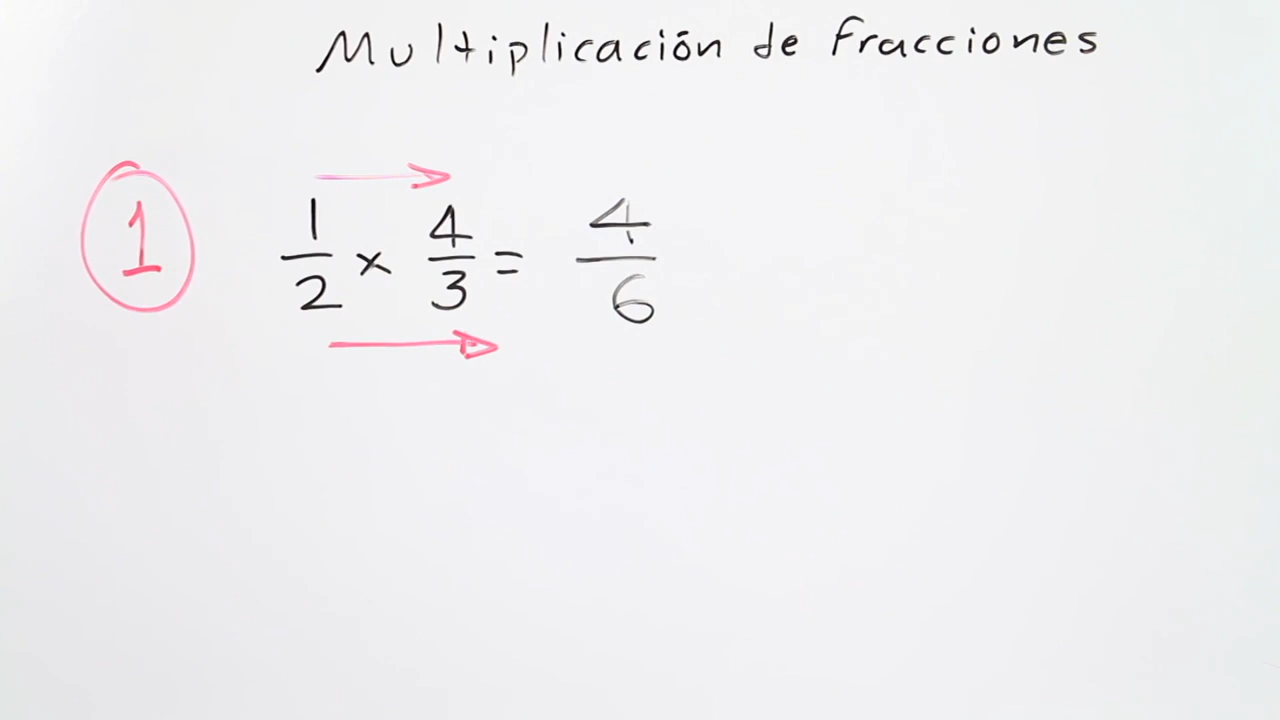 Multiplicación de fracciones
1 1/2 x 4/3 = 4/6